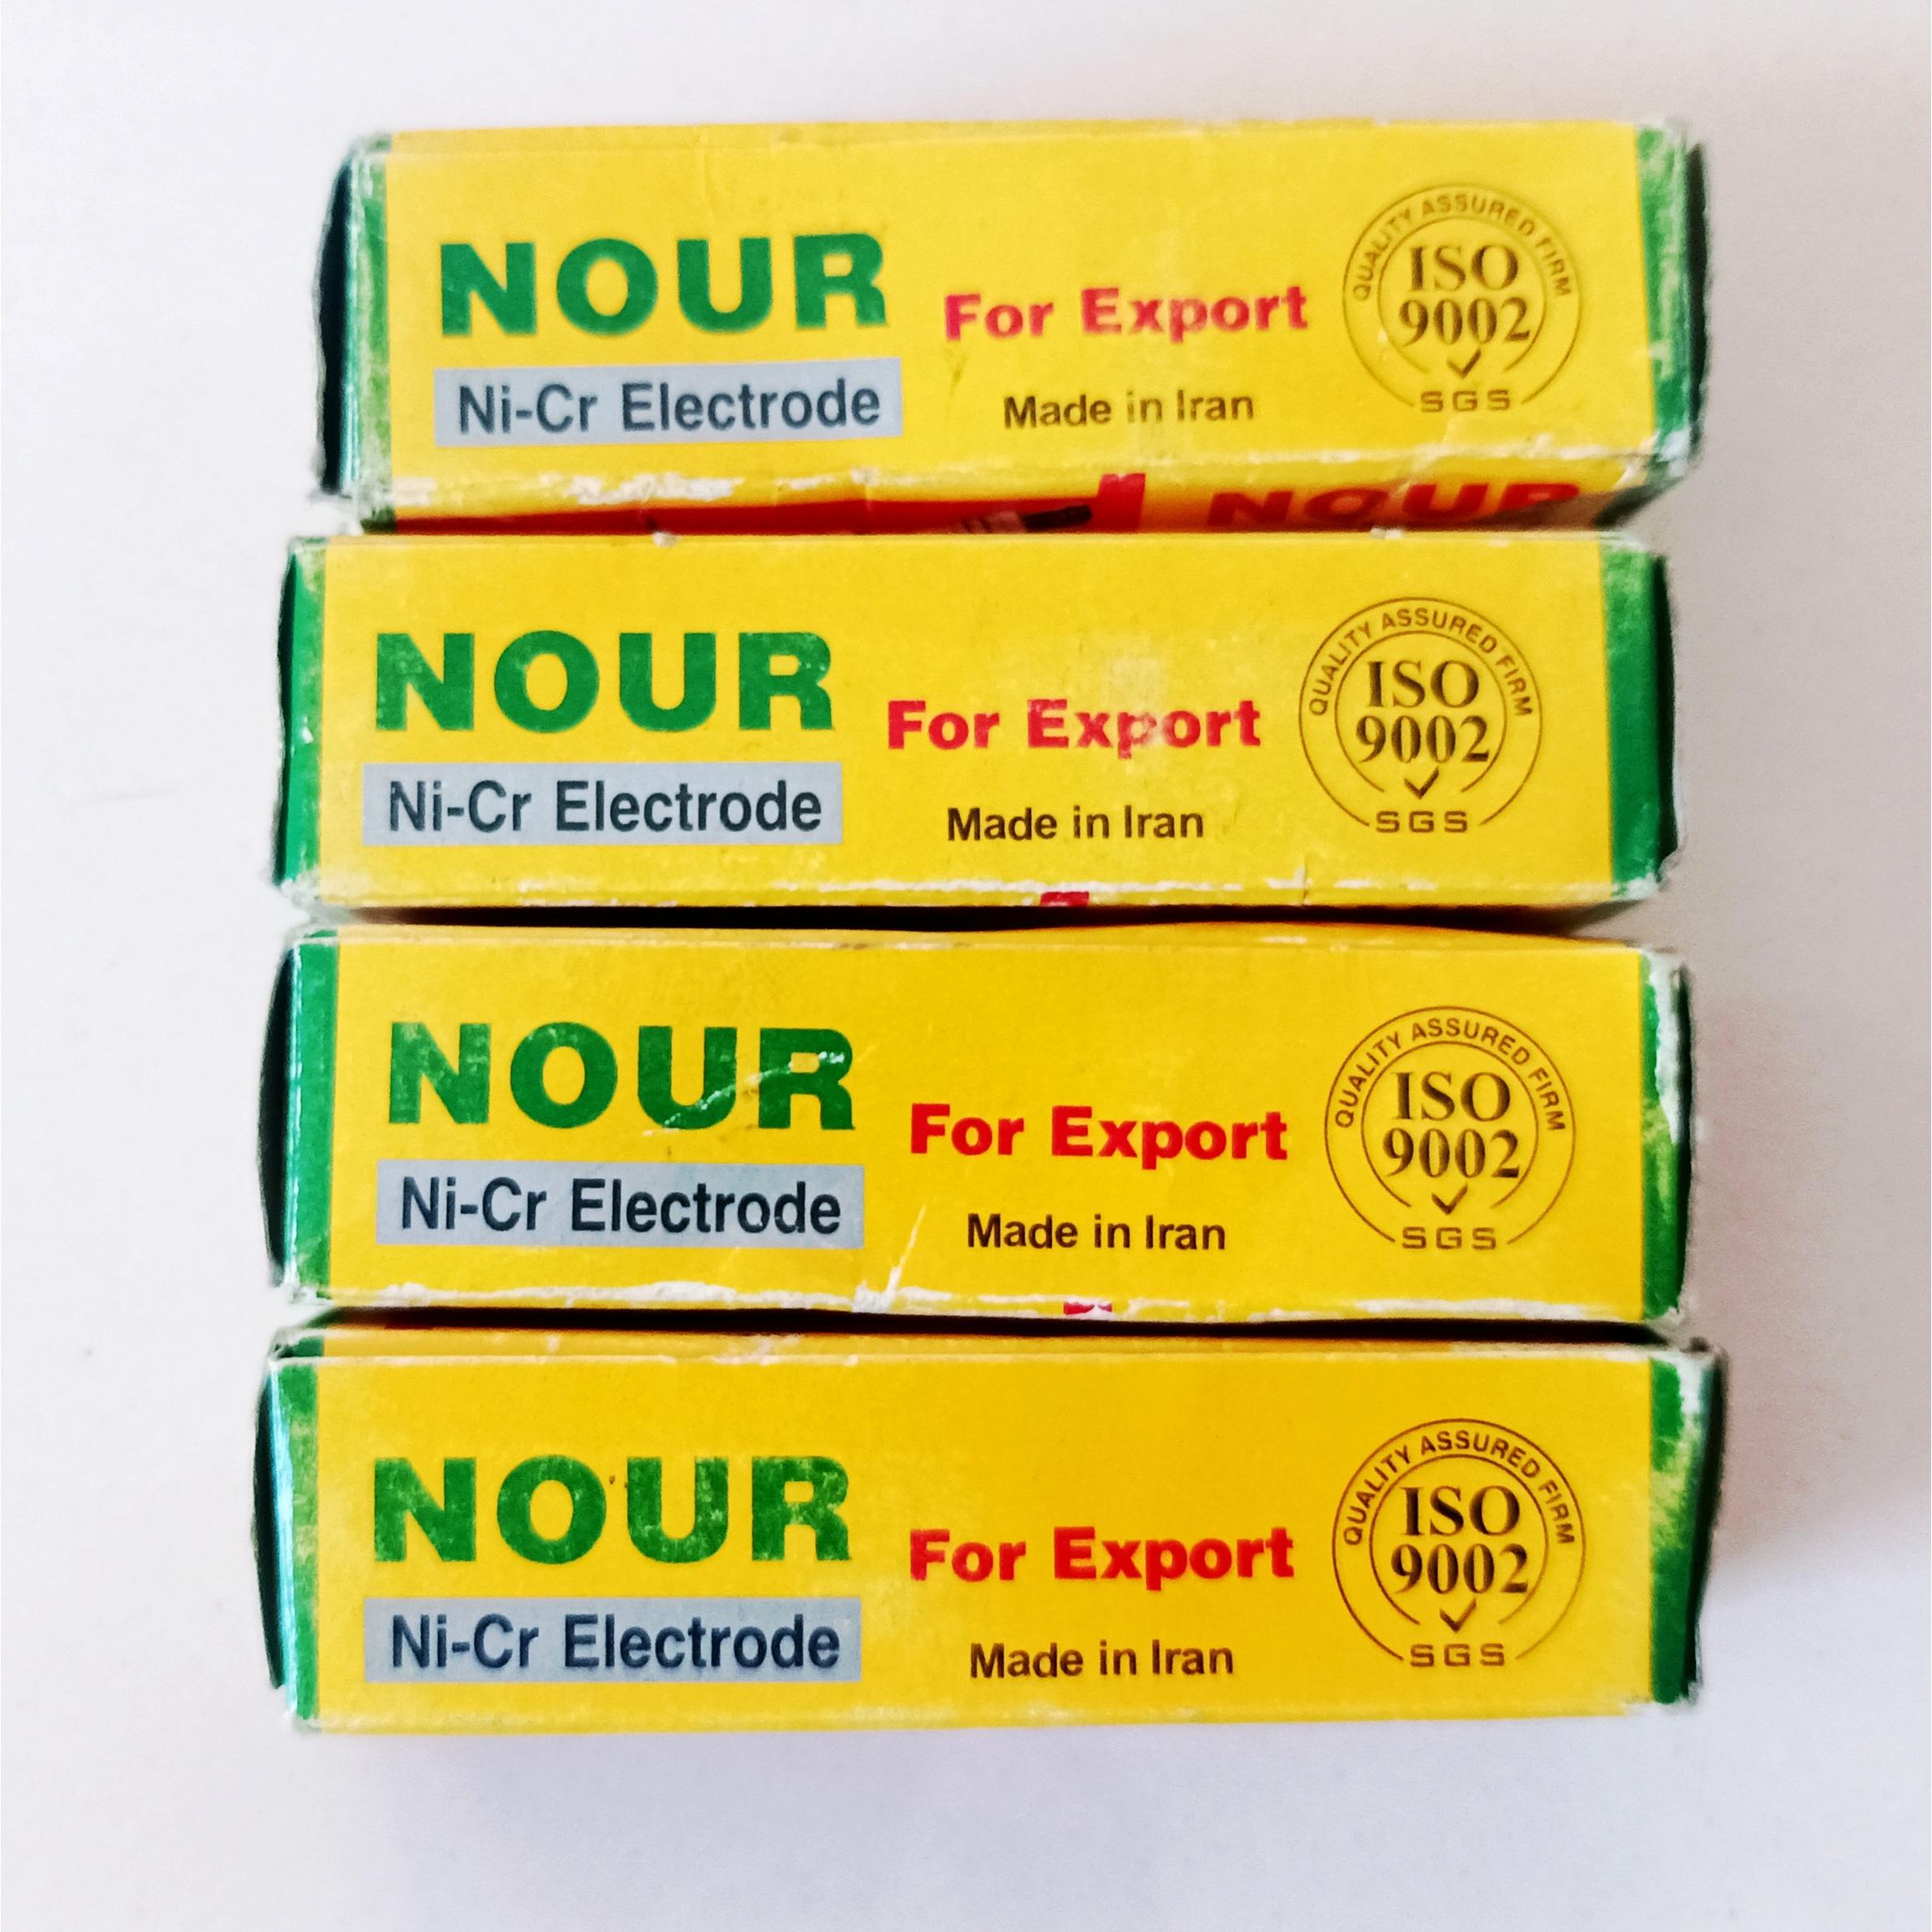 NOUR
For Export
Ni-Cr Electrode
Made in Iran
QUALITY ASSURED FIRM
ISO
9002
SGS
NOUR
NOUR
For Export
Ni-Cr Electrode
Made in Iran
QUALITY ASSURED FIRM
ISO
9002
SGS
NOUR
For Export
Ni-Cr Electrode
Made in Iran
QUALITY ASSURED FIRM
ISO
9002
SGS
NOUR
For Export
Ni-Cr Electrode
Made in Iran
QUALITY ASSURED FIRM
ISO
9002
SGS